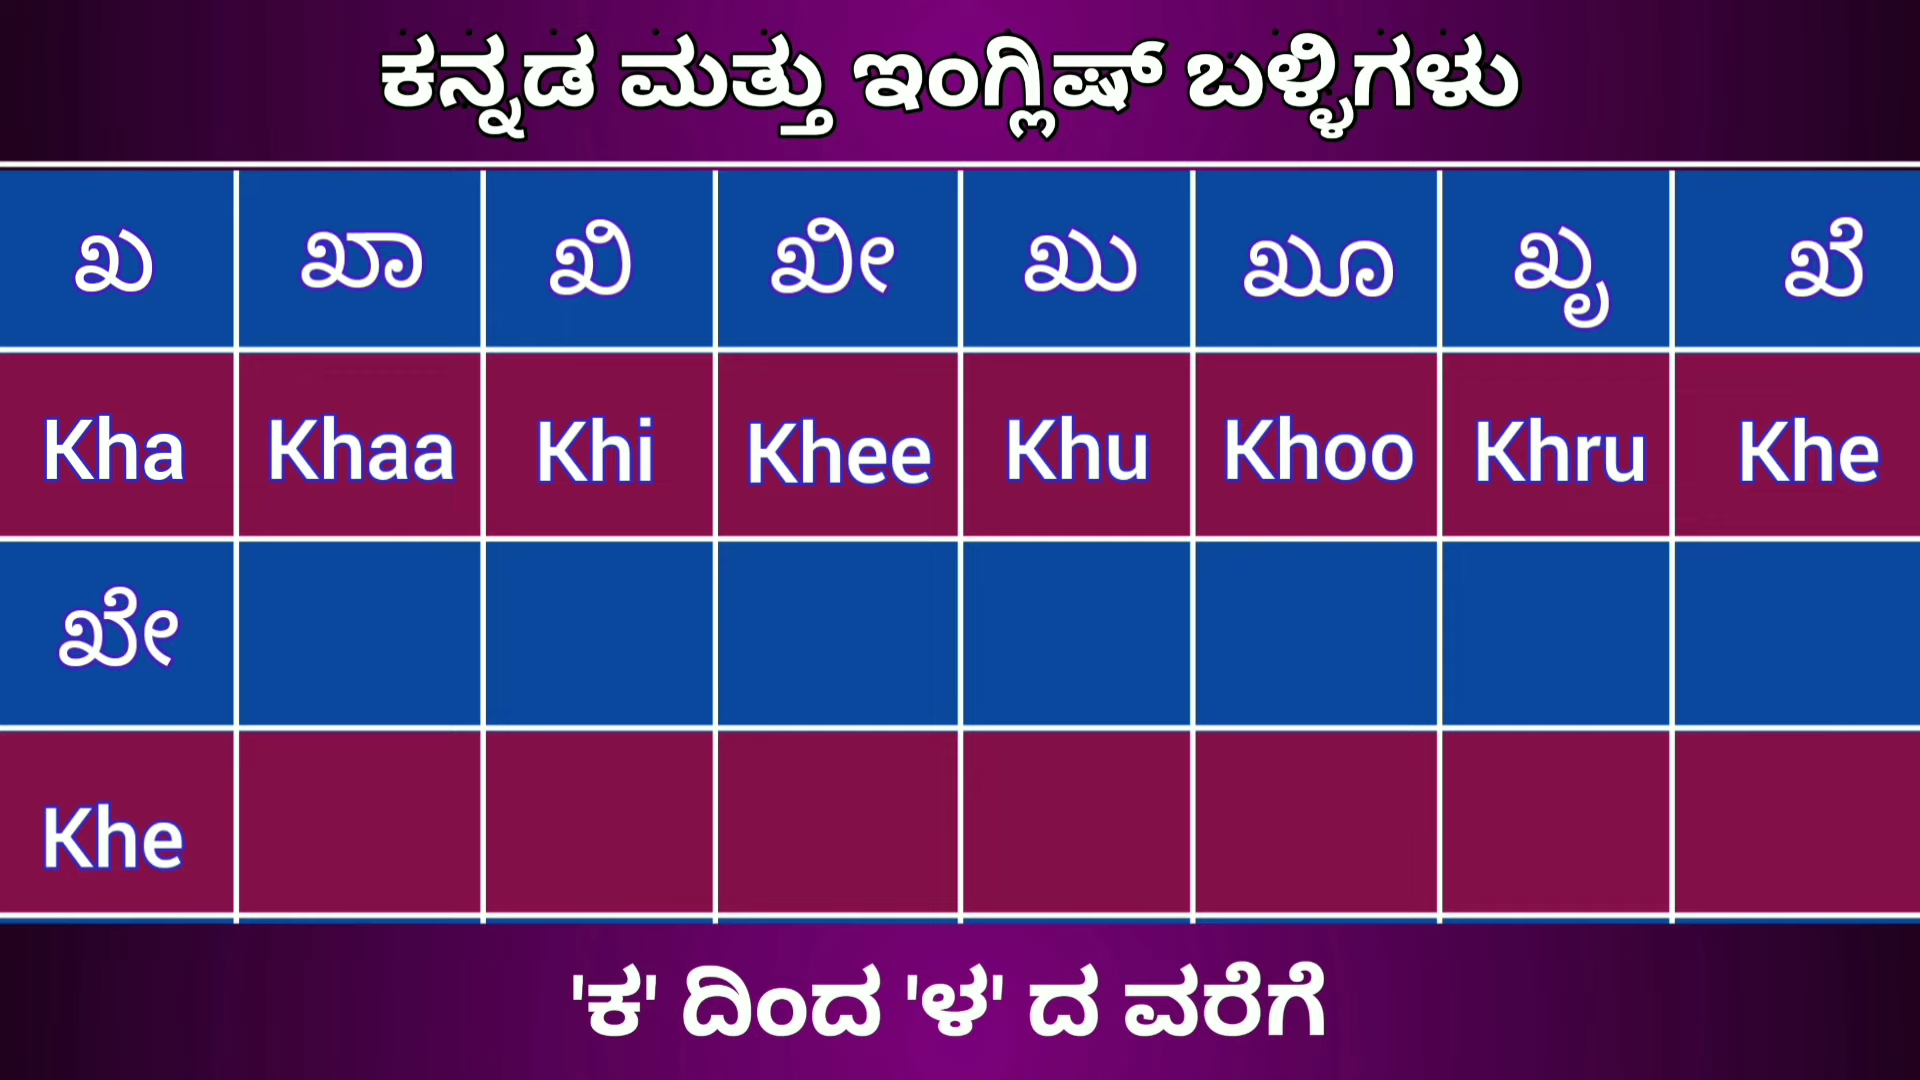 ಕನ್ನಡ ಮತ್ತು ಇಂಗ್ಲಿಷ್ ಬಳ್ಳಿಗಳು
ಖ ಖಾ ಖಿ ಖೀ ಖು ಖೂ ಖೃ ಖೆ
Kha Khaa Khi Khee Khu Khoo Khru Khe
ಖೇ
Khe
'ಕ' ದಿಂದ 'ಳ' ದ ವರೆಗೆ